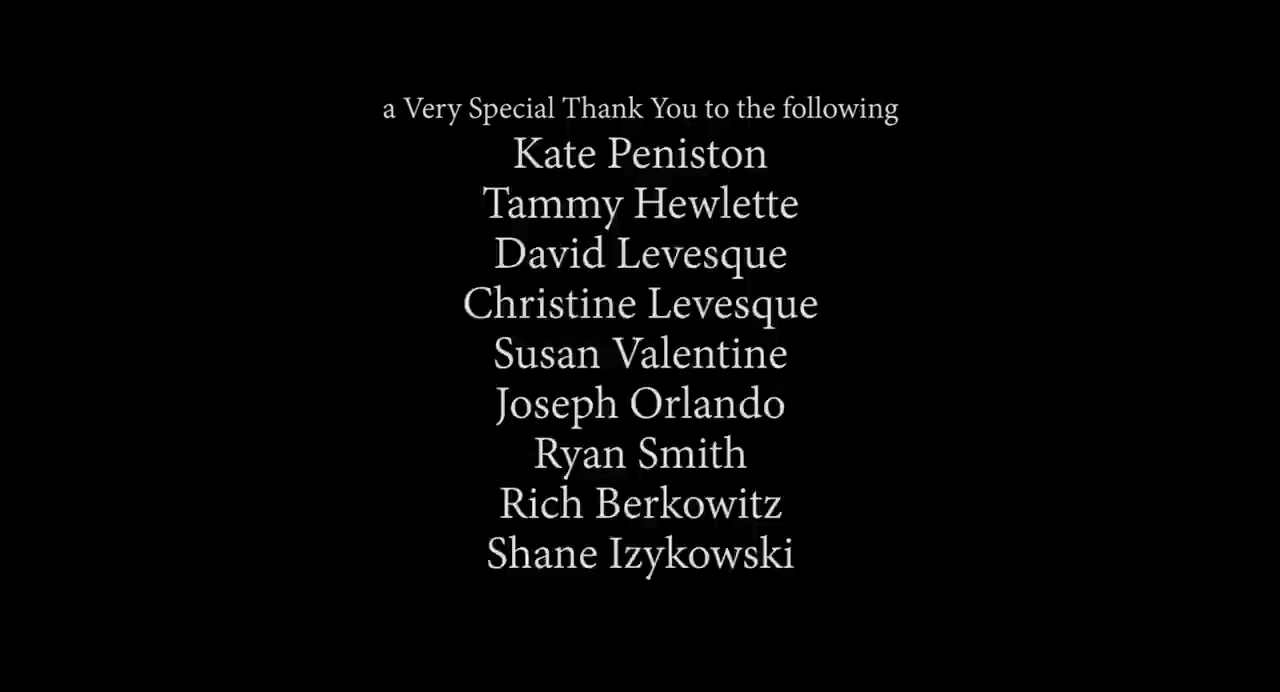 a Very Special Thank You to the following
Kate Peniston
Tammy Hewlette
David Levesque
Christine Levesque
Susan Valentine
Joseph Orlando
Ryan Smith
Rich Berkowitz
Shane Izykowski